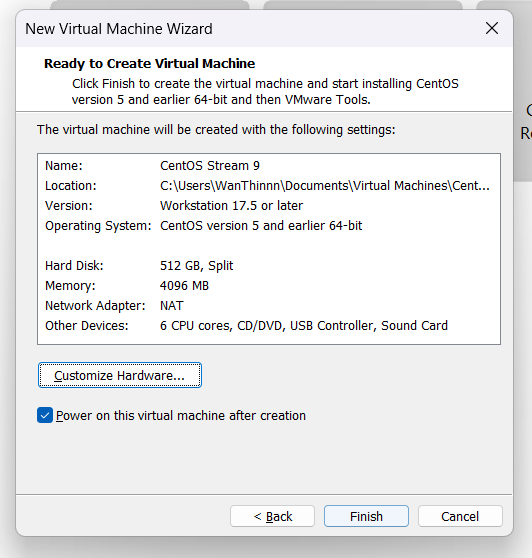 New Virtual Machine Wizard
Ready to Create Virtual Machine
Click Finish to create the virtual machine and start installing CentOS
version 5 and earlier 64-bit and then VMware Tools.
The virtual machine will be created with the following settings:
Name: CentOS Stream 9
Location: C:\Users\WanThinnn\Documents\Virtual Machines\Cent...
Version: Workstation 17.5 or later
Operating System: CentOS version 5 and earlier 64-bit
Hard Disk: 512 GB, Split
Memory: 4096 MB
Network Adapter: NAT
Other Devices: 6 CPU cores, CD/DVD, USB Controller, Sound Card
Customize Hardware...
Power on this virtual machine after creation
< Back Finish Cancel